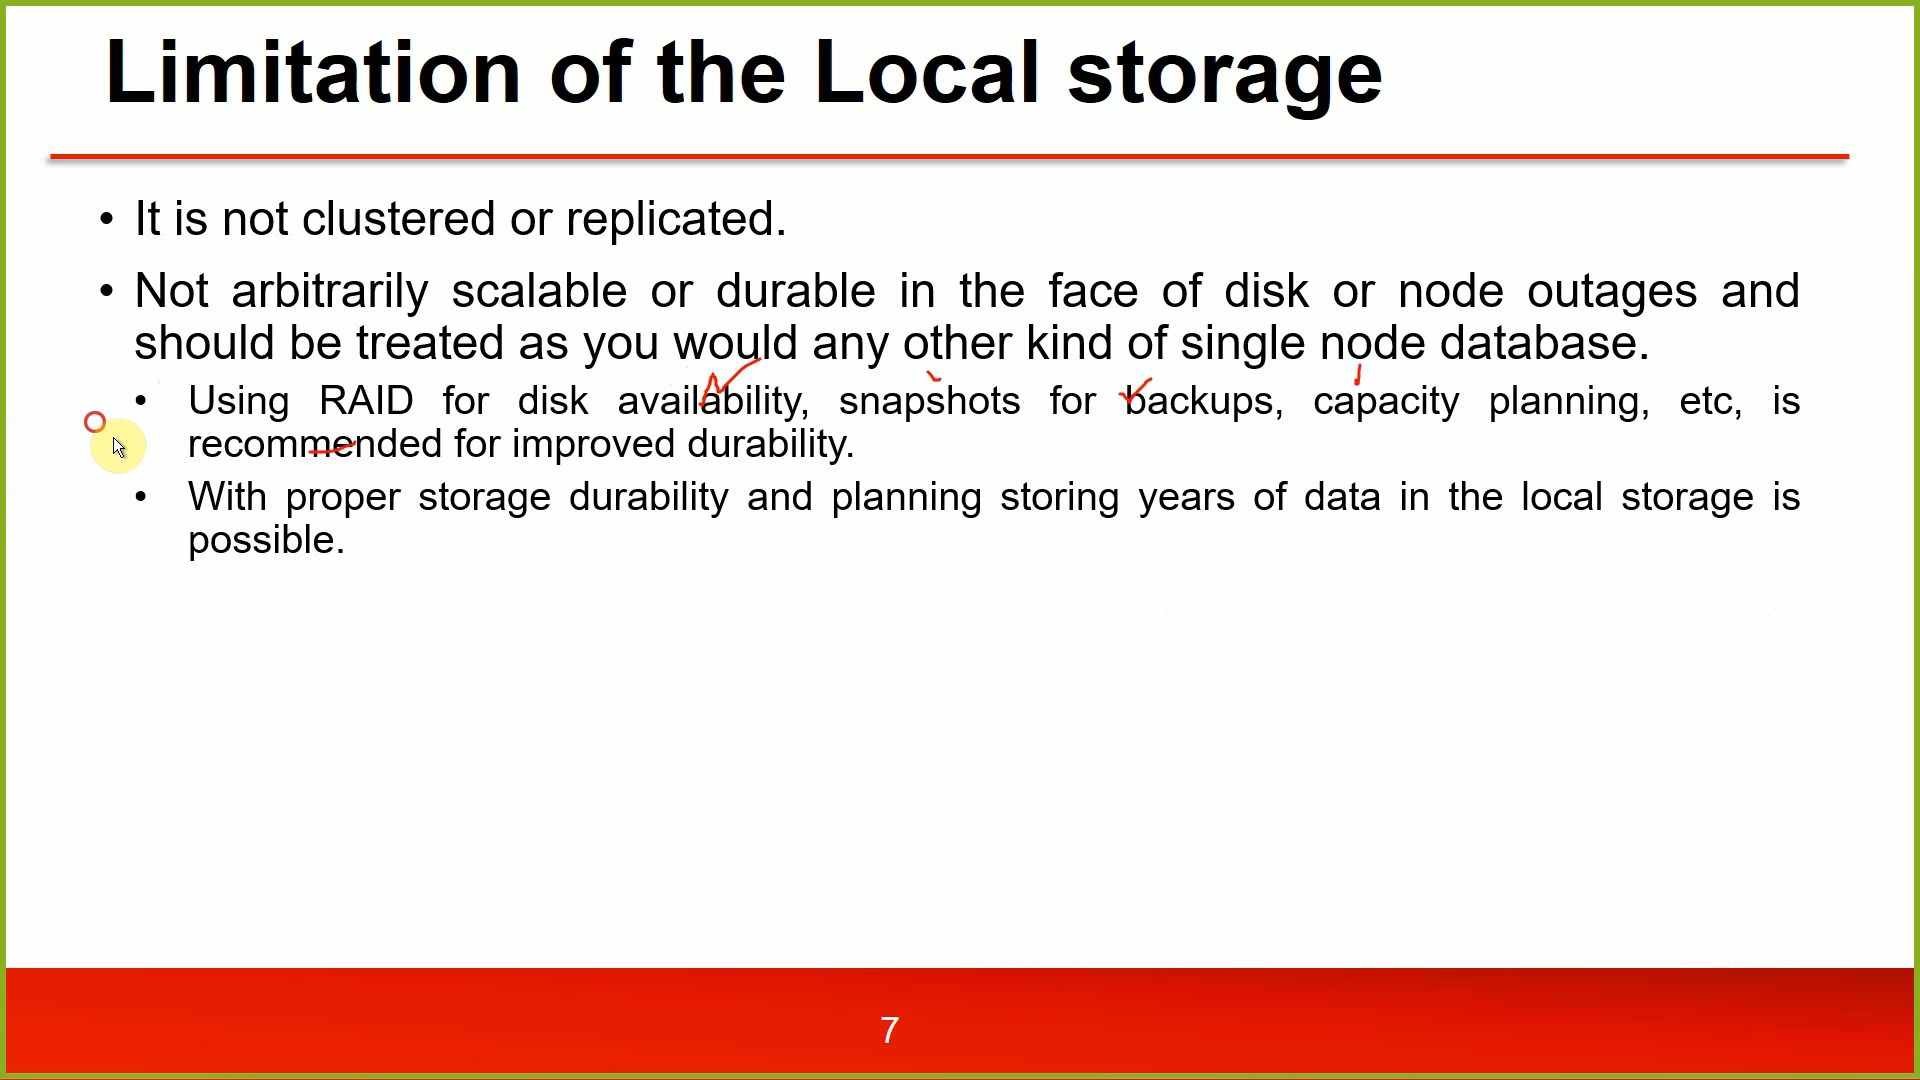 Limitation of the Local storage
• It is not clustered or replicated.
• Not arbitrarily scalable or durable in the face of disk or node outages and
should be treated as you would any other kind of single node database.
• Using RAID for disk availability, snapshots for backups, capacity planning, etc, is
recommended for improved durability.
• With proper storage durability and planning storing years of data in the local storage is
possible.
7